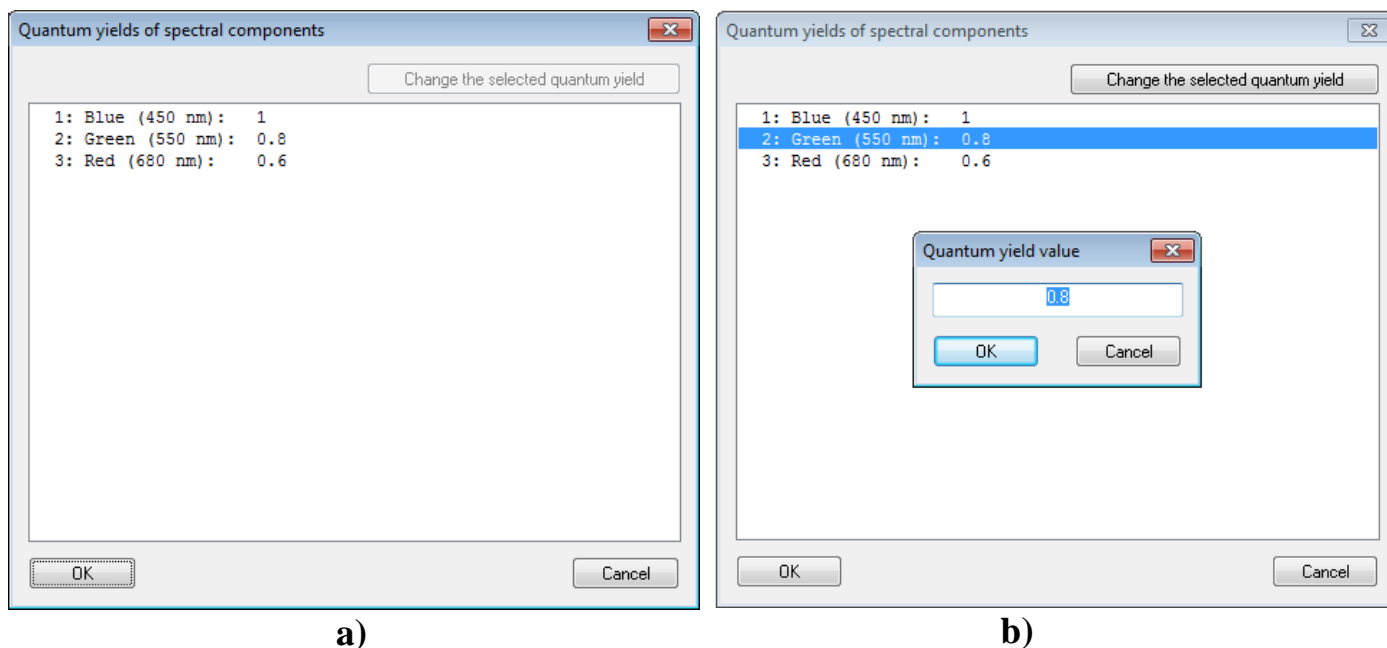 Quantum yields of spectral components
Change the selected quantum yield
1: Blue (450 nm):   1
2: Green (550 nm):  0.8
3: Red (680 nm):    0.6
OK
Cancel
a)
Quantum yields of spectral components
Change the selected quantum yield
1: Blue (450 nm):   1
2: Green (550 nm):  0.8
3: Red (680 nm):    0.6
Quantum yield value
0.8
OK
Cancel
OK
Cancel
b)